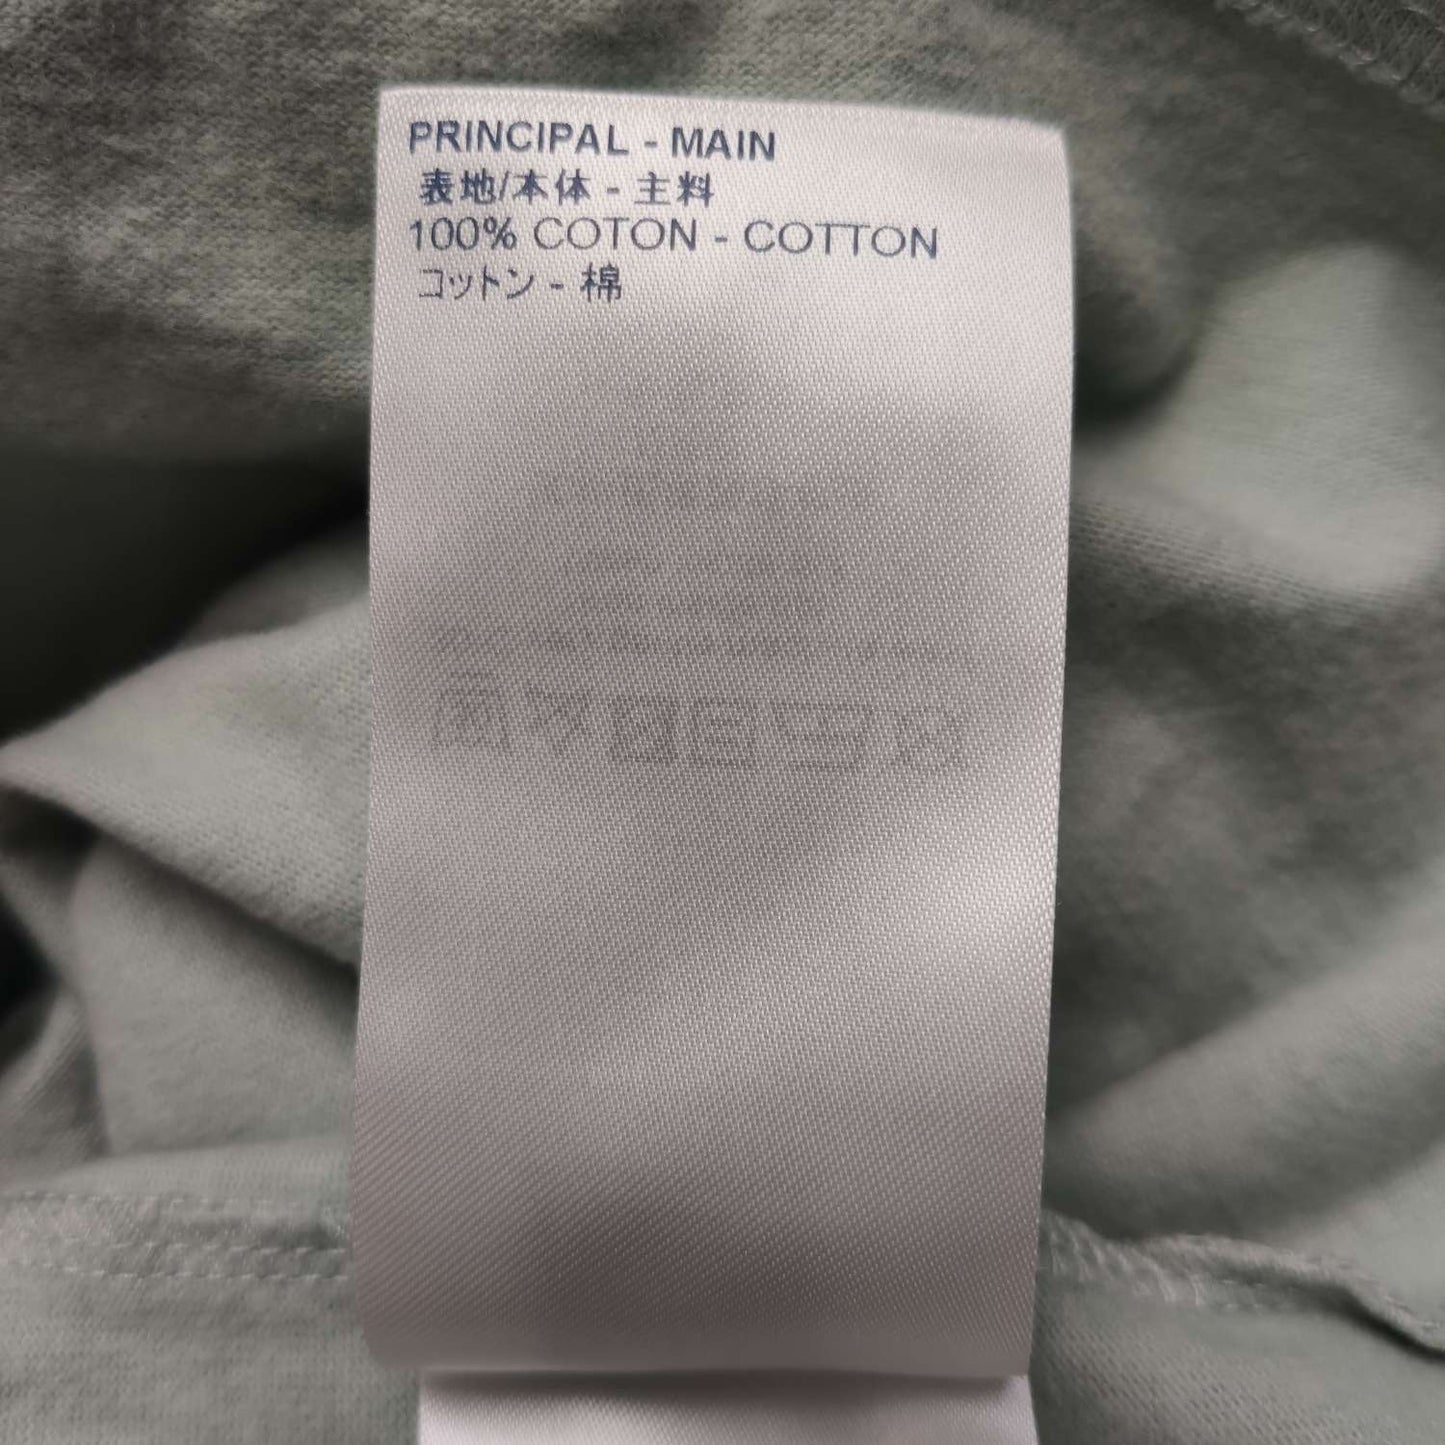 PRINCIPAL - MAIN
表地/本体 - 主料
100% COTON - COTTON
コットン - 棉